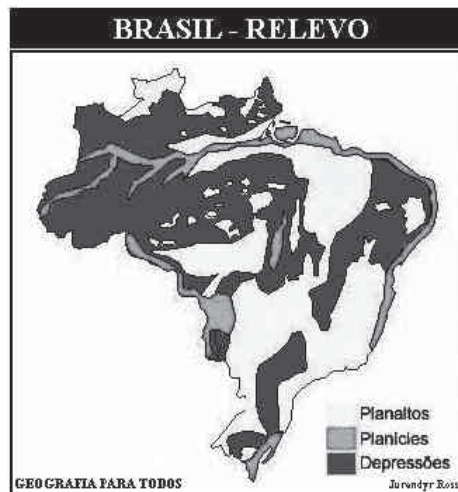 BRASIL - RELEVO
Planaltos
Planícies
Depressões
GEOGRAFIA PARA TODOS
Jurandyr Ross